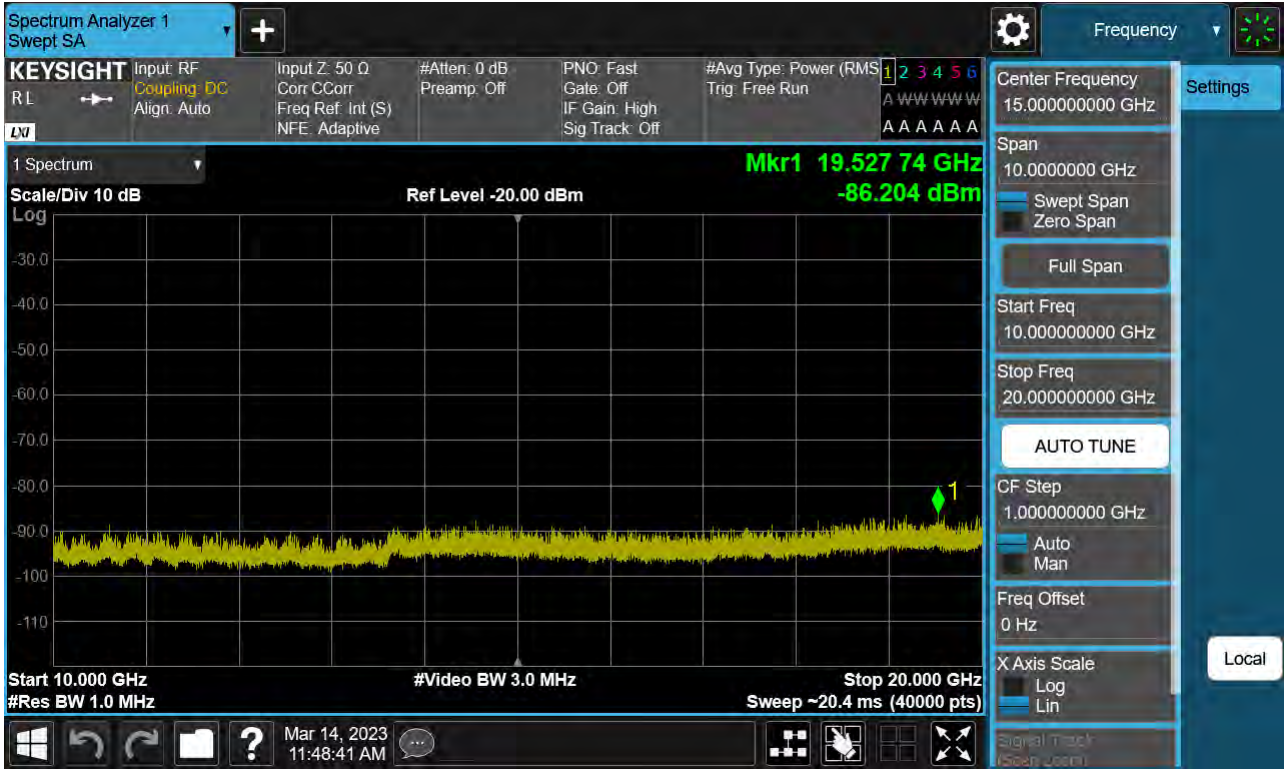 Spectrum Analyzer 1
Swept SA
+
Frequency
KEYSIGHT
R L
LXI
Input: RF
Coupling: DC
Align: Auto
Input Z: 50 Ω
Corr CCorr
Freq Ref: Int (S)
NFE: Adaptive
#Atten: 0 dB
Preamp: Off
PNO: Fast
Gate: Off
IF Gain: High
Sig Track: Off
#Avg Type: Power (RMS
Trig: Free Run
1 2 3 4 5 6
A W W W W W
A A A A A A
1 Spectrum
Mkr1 19.527 74 GHz
Scale/Div 10 dB
Ref Level -20.00 dBm
-86.204 dBm
Log
-30.0
-40.0
-50.0
-60.0
-70.0
-80.0
-90.0
-100
-110
1
Start 10.000 GHz
#Video BW 3.0 MHz
Stop 20.000 GHz
#Res BW 1.0 MHz
Sweep ~20.4 ms (40000 pts)
Center Frequency
15.000000000 GHz
Settings
Span
10.0000000 GHz
Swept Span
Zero Span
Full Span
Start Freq
10.000000000 GHz
Stop Freq
20.000000000 GHz
AUTO TUNE
CF Step
1.000000000 GHz
Auto
Man
Freq Offset
0 Hz
X Axis Scale
Log
Lin
Local
Signal Track
(Span Zoom)
?
Mar 14, 2023
11:48:41 AM